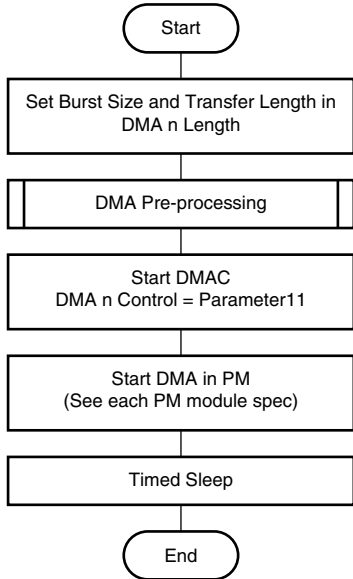 Start
Set Burst Size and Transfer Length in
DMA n Length
DMA Pre-processing
Start DMAC
DMA n Control = Parameter11
Start DMA in PM
(See each PM module spec)
Timed Sleep
End